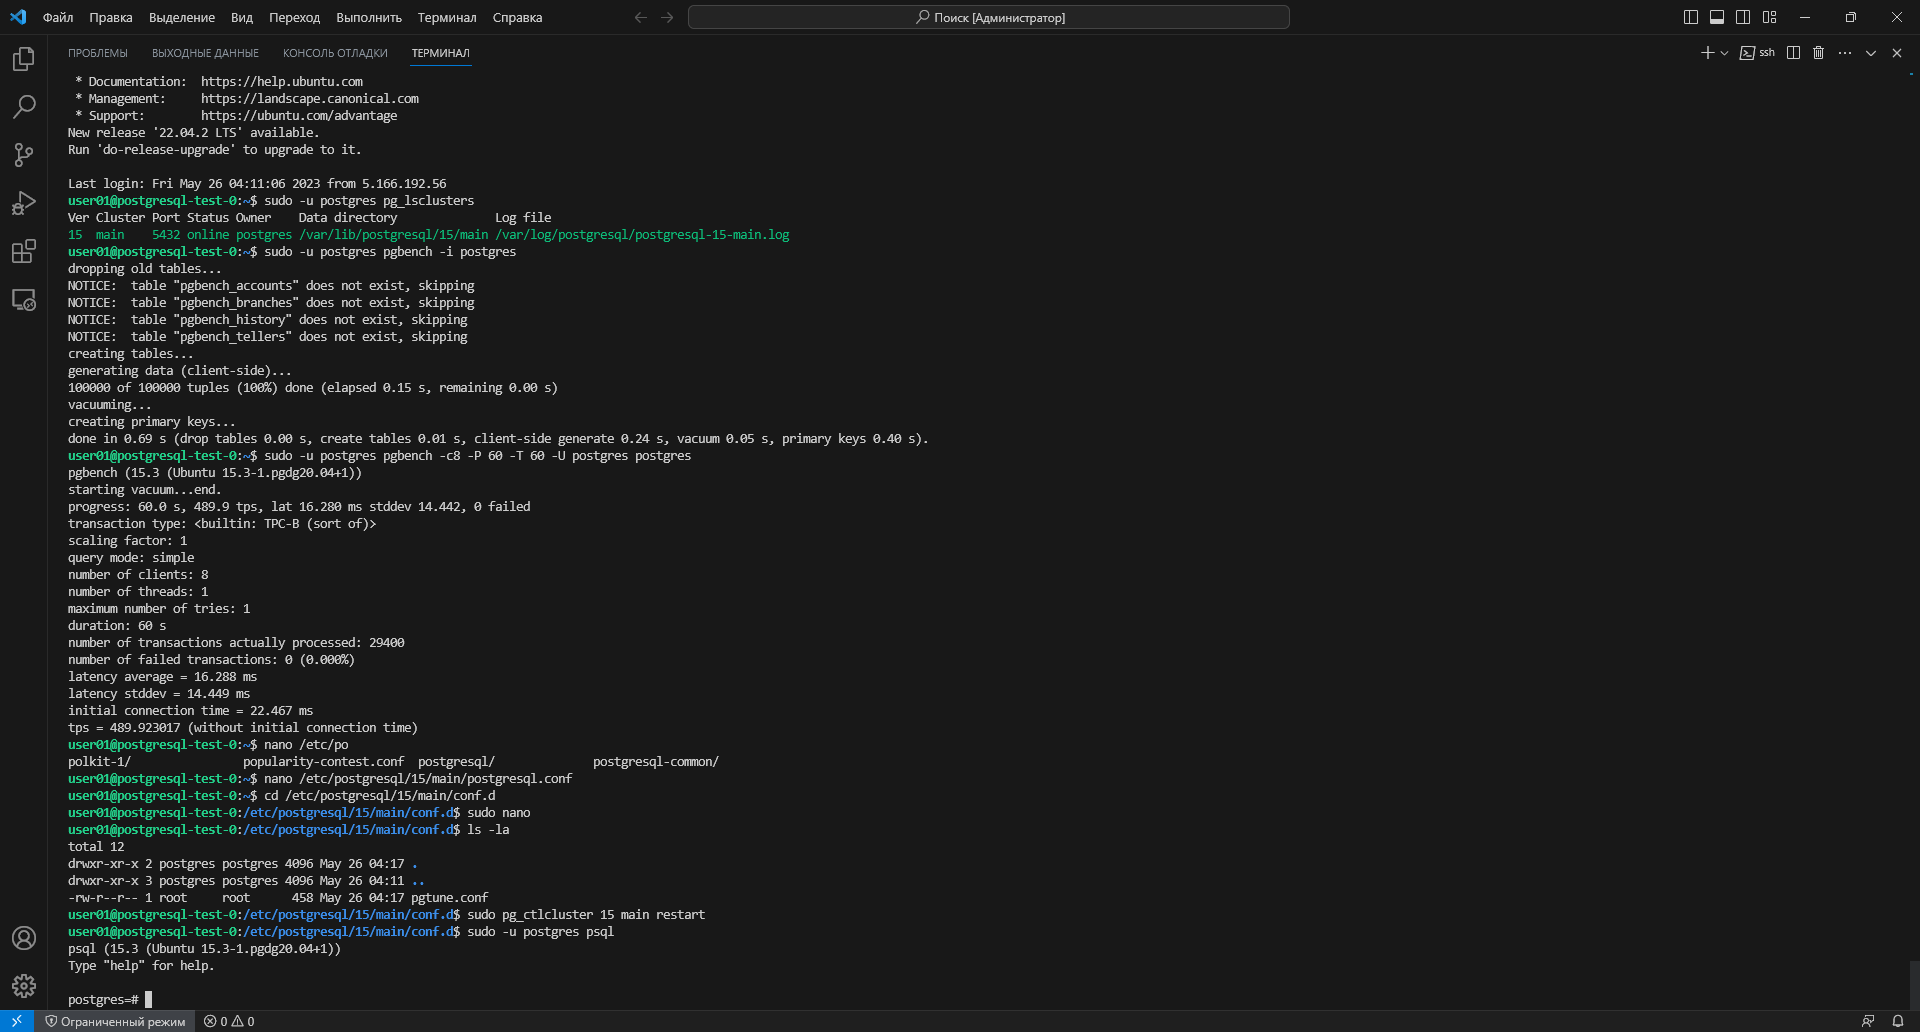 Файл Правка Выделение Вид Переход Выполнить Терминал Справка
Поиск [Администратор]
ПРОБЛЕМЫ ВЫХОДНЫЕ ДАННЫЕ КОНСОЛЬ ОТЛАДКИ ТЕРМИНАЛ
ssh
* Documentation:  https://help.ubuntu.com
* Management:     https://landscape.canonical.com
* Support:        https://ubuntu.com/advantage
New release '22.04.2 LTS' available.
Run 'do-release-upgrade' to upgrade to it.
Last login: Fri May 26 04:11:06 2023 from 5.166.192.56
user01@postgresql-test-0:~$ sudo -u postgres pg_lsclusters
Ver Cluster Port Status Owner    Data directory              Log file
15  main    5432 online postgres /var/lib/postgresql/15/main /var/log/postgresql/postgresql-15-main.log
user01@postgresql-test-0:~$ sudo -u postgres pgbench -i postgres
dropping old tables...
NOTICE:  table "pgbench_accounts" does not exist, skipping
NOTICE:  table "pgbench_branches" does not exist, skipping
NOTICE:  table "pgbench_history" does not exist, skipping
NOTICE:  table "pgbench_tellers" does not exist, skipping
creating tables...
generating data (client-side)...
100000 of 100000 tuples (100%) done (elapsed 0.15 s, remaining 0.00 s)
vacuuming...
creating primary keys...
done in 0.69 s (drop tables 0.00 s, create tables 0.01 s, client-side generate 0.24 s, vacuum 0.05 s, primary keys 0.40 s).
user01@postgresql-test-0:~$ sudo -u postgres pgbench -c8 -P 60 -T 60 -U postgres postgres
pgbench (15.3 (Ubuntu 15.3-1.pgdg20.04+1))
starting vacuum...end.
progress: 60.0 s, 489.9 tps, lat 16.280 ms stddev 14.442, 0 failed
transaction type: <builtin: TPC-B (sort of)>
scaling factor: 1
query mode: simple
number of clients: 8
number of threads: 1
maximum number of tries: 1
duration: 60 s
number of transactions actually processed: 29400
number of failed transactions: 0 (0.000%)
latency average = 16.288 ms
latency stddev = 14.449 ms
initial connection time = 22.467 ms
tps = 489.923017 (without initial connection time)
user01@postgresql-test-0:~$ nano /etc/po
polkit-1/                popularity-contest.conf  postgresql/              postgresql-common/
user01@postgresql-test-0:~$ nano /etc/postgresql/15/main/postgresql.conf
user01@postgresql-test-0:~$ cd /etc/postgresql/15/main/conf.d
user01@postgresql-test-0:/etc/postgresql/15/main/conf.d$ sudo nano
user01@postgresql-test-0:/etc/postgresql/15/main/conf.d$ ls -la
total 12
drwxr-xr-x 2 postgres postgres 4096 May 26 04:17 .
drwxr-xr-x 3 postgres postgres 4096 May 26 04:11 ..
-rw-r--r-- 1 root     root      458 May 26 04:17 pgtune.conf
user01@postgresql-test-0:/etc/postgresql/15/main/conf.d$ sudo pg_ctlcluster 15 main restart
user01@postgresql-test-0:/etc/postgresql/15/main/conf.d$ sudo -u postgres psql
psql (15.3 (Ubuntu 15.3-1.pgdg20.04+1))
Type "help" for help.
postgres=#
Ограниченный режим 0 0